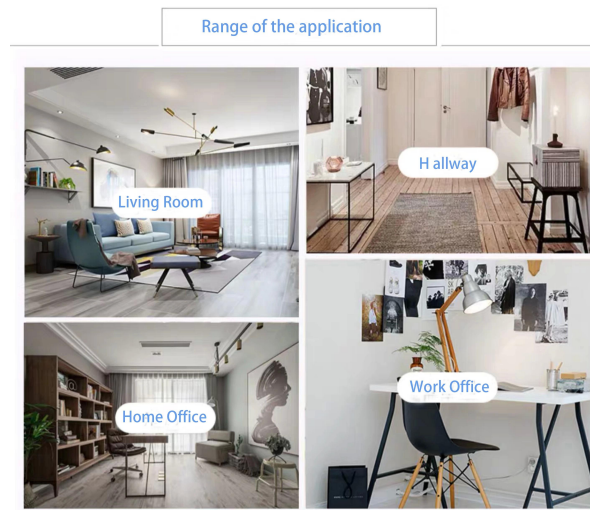 Range of the application
Living Room
H allway
Home Office
Work Office